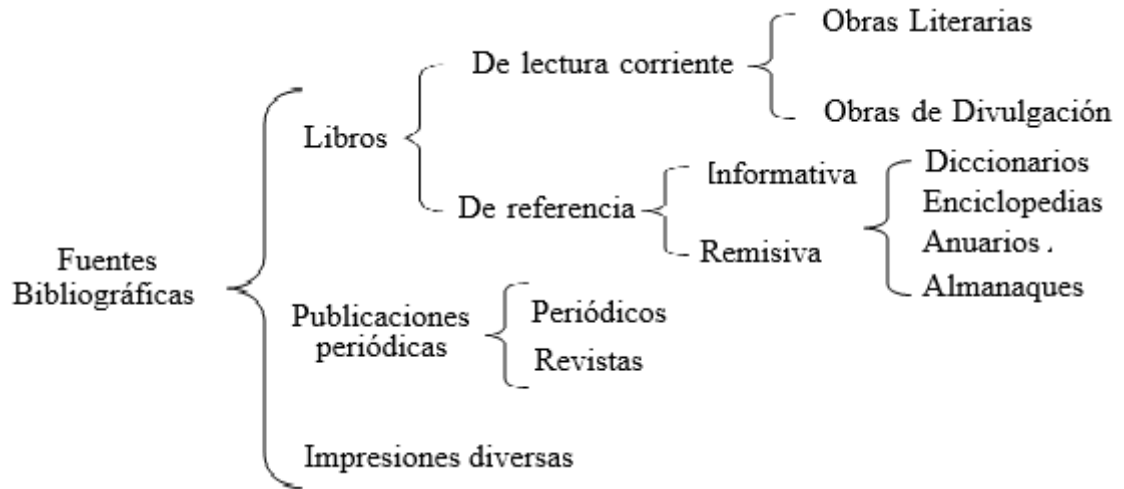 Obras Literarias
De lectura corriente
Obras de Divulgación
Libros
Informativa
Diccionarios
De referencia
Enciclopedias
Remisiva
Anuarios .
Almanaques
Fuentes
Bibliográficas
Publicaciones
periódicas
Periódicos
Revistas
Impresiones diversas